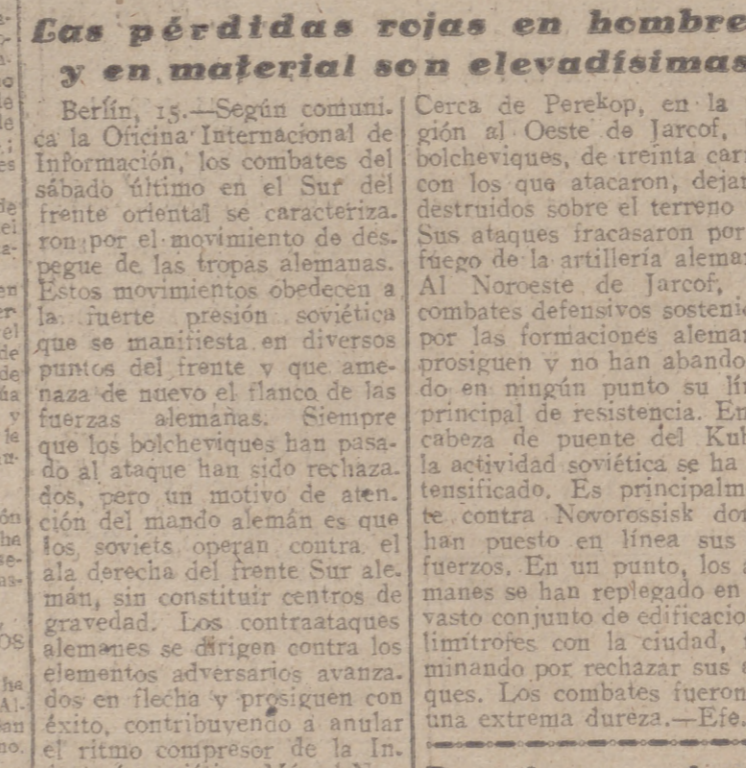 Las pérdidas rojas en hombre
y en material son elevadísimas
Berlín, 15.—Según comuni-
ca la Oficina Internacional de
Información, los combates del
sábado último en el Sur del
frente oriental se caracteriza-
ron por el movimiento de des-
pegue de las tropas alemanas.
Estos movimientos obedecen a
la fuerte presión soviética
que se manifiesta en diversos
puntos del frente y que ame-
naza de nuevo el flanco de las
fuerzas alemanas. Siempre
que los bolcheviques han pasa-
do al ataque han sido rechaza-
dos, pero un motivo de aten-
ción del mando alemán es que
los soviets operan contra el
ala derecha del frente Sur ale-
mán, sin constituir centros de
gravedad. Los contraataques
alemanes se dirigen contra los
elementos adversarios avanza-
dos en flecha y prosiguen con
éxito, contribuyendo a anular
el ritmo compresor de la In-
Cerca de Perekop, en la
gión al Oeste de Jarcof,
bolcheviques, de treinta car
con los que atacaron, dejar
destruidos sobre el terreno
Sus ataques fracasaron por
fuego de la artillería alema
Al Noroeste de Jarcof,
combates defensivos sosteni
por las formaciones alema
prosiguen y no han abando
do en ningún punto su lí
principal de resistencia. En
cabeza de puente del Kub
la actividad soviética se ha
tensificado. Es principalm
te contra Novorossisk do
han puesto en línea sus
fuerzos. En un punto, los a
manes se han replegado en
vasto conjunto de edificacio
limítrofes con la ciudad,
minando por rechazar sus
ques. Los combates fueron
una extrema dureza.—Efe.